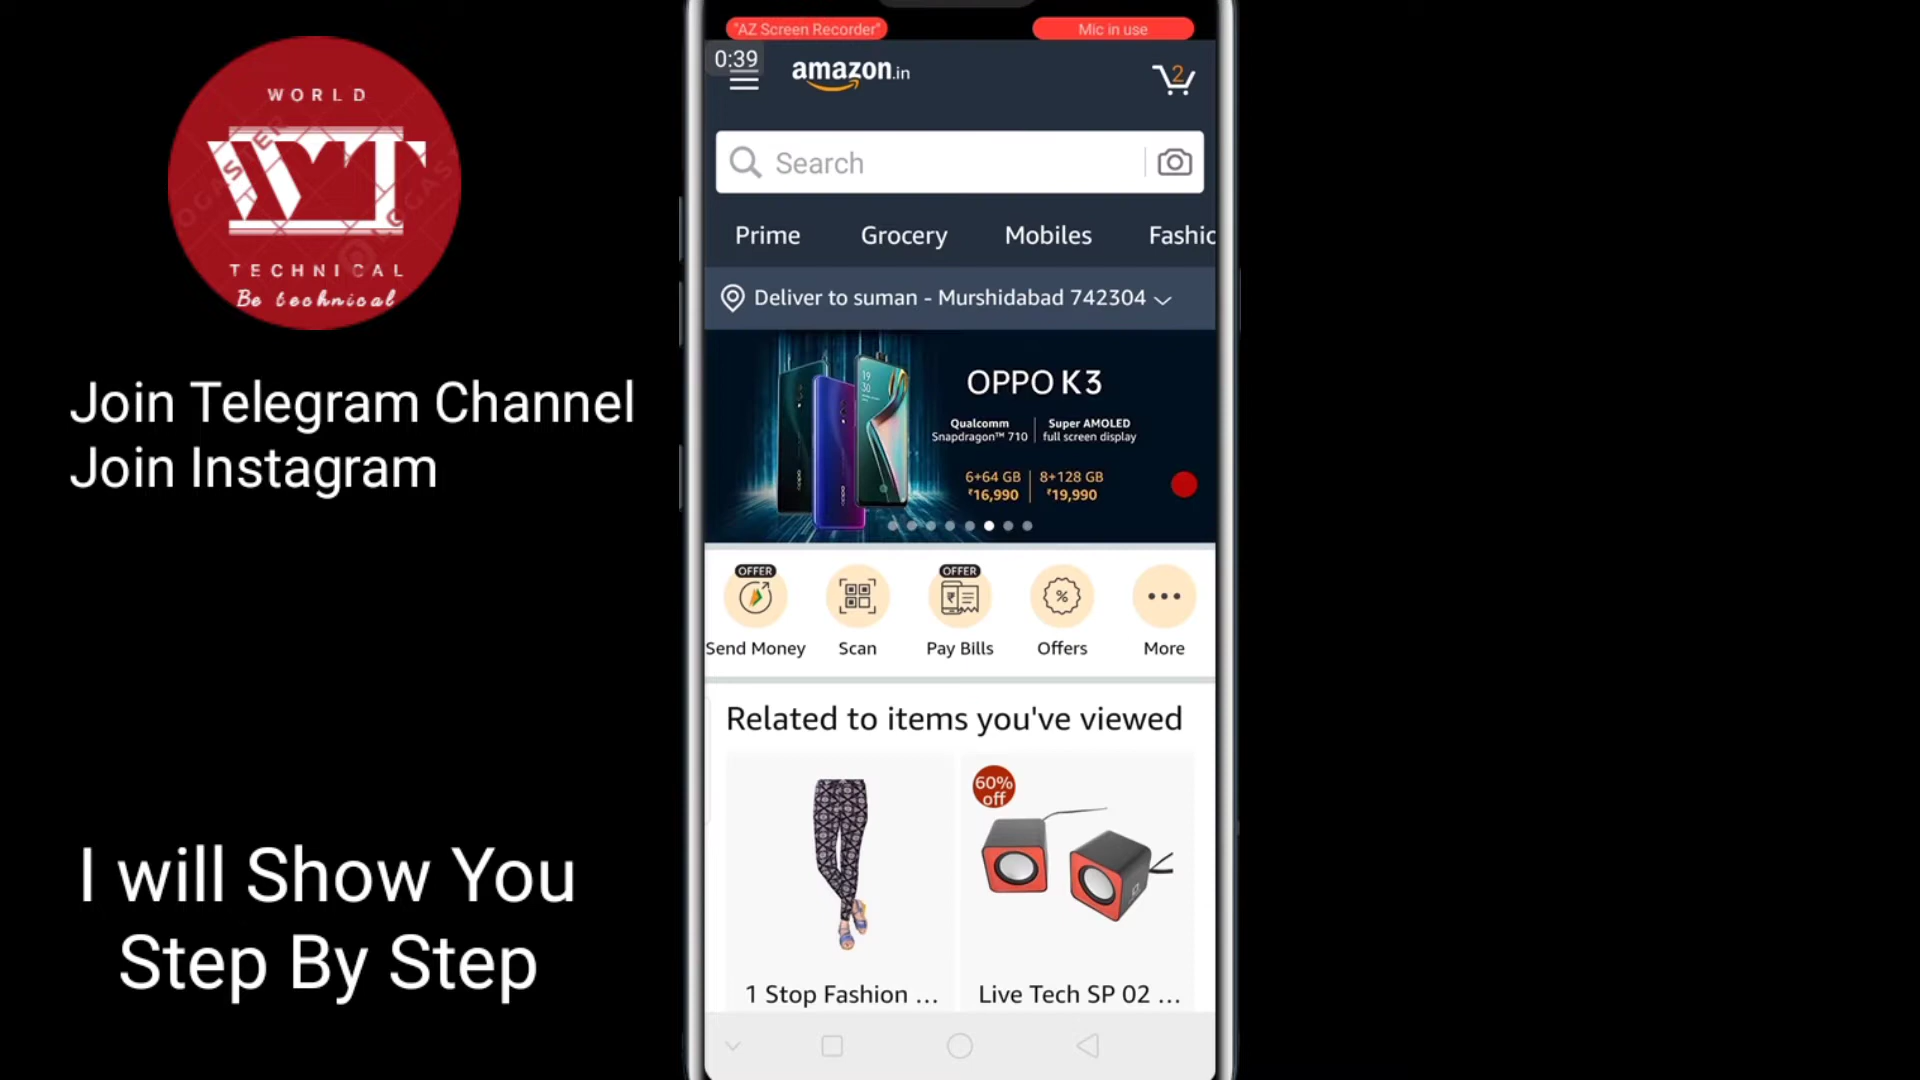 WORLD
WT
TECHNICAL
Be technical
Join Telegram Channel
Join Instagram
I will Show You
Step By Step
"AZ Screen Recorder"
Mic in use
0:39
amazon.in
2
Search
Prime
Grocery
Mobiles
Fashio
Deliver to suman - Murshidabad 742304
OPPO K3
Qualcomm
Snapdragon™ 710
Super AMOLED
full screen display
6+64 GB
₹16,990
8+128 GB
₹19,990
OFFER
Send Money
Scan
OFFER
Pay Bills
Offers
More
Related to items you've viewed
60%
off
1 Stop Fashion ...
Live Tech SP 02 ...